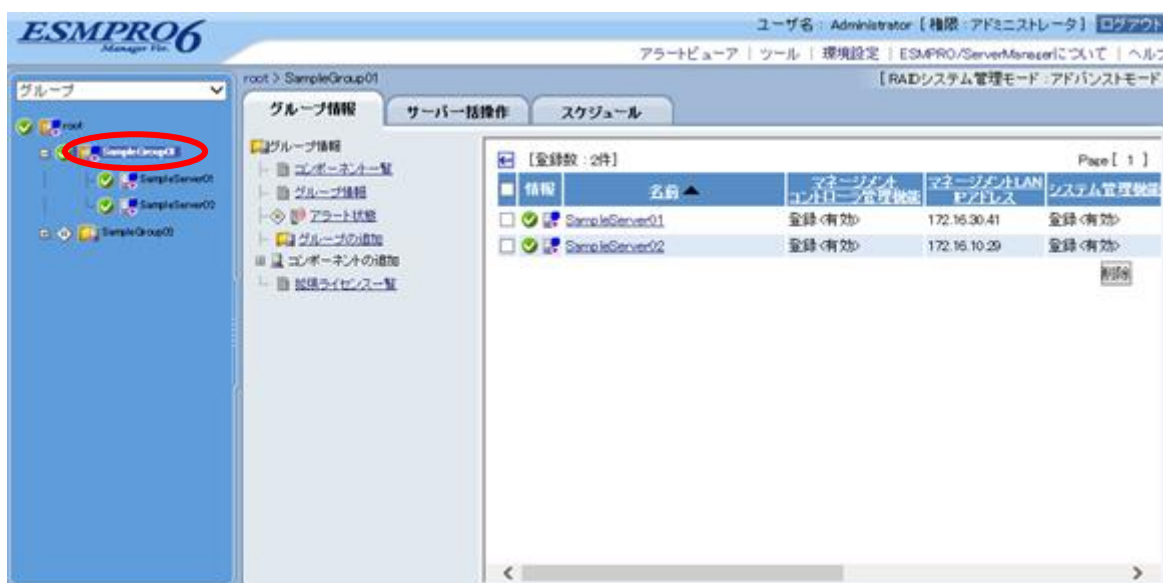 ESMPRO6
Manager Ver.
ユーザ名 : Administrator [ 権限 : アドミニストレータ ] ログアウト
アラートビューア | ツール | 環境設定 | ESMPRO/ServerManagerについて | ヘルプ
グループ
root
SampleGroup01
SampleServer01
SampleServer02
root > SampleGroup01
[ RAIDシステム管理モード : アドバンストモード
グループ情報
サーバ一括操作
スケジュール
グループ情報
コンポーネント一覧
グループ情報
アラート状態
グループの追加
コンポーネントの追加
拡張ライセンス一覧
[登録数 : 2件]
Page [ 1 ]
情報 名前 ▲ マネージメントコントローラ管理機能 マネージメントLAN IPアドレス システム管理機能
SampleServer01 登録 <有効> 172.16.30.41 登録 <有効>
SampleServer02 登録 <有効> 172.16.10.29 登録 <有効>
削除